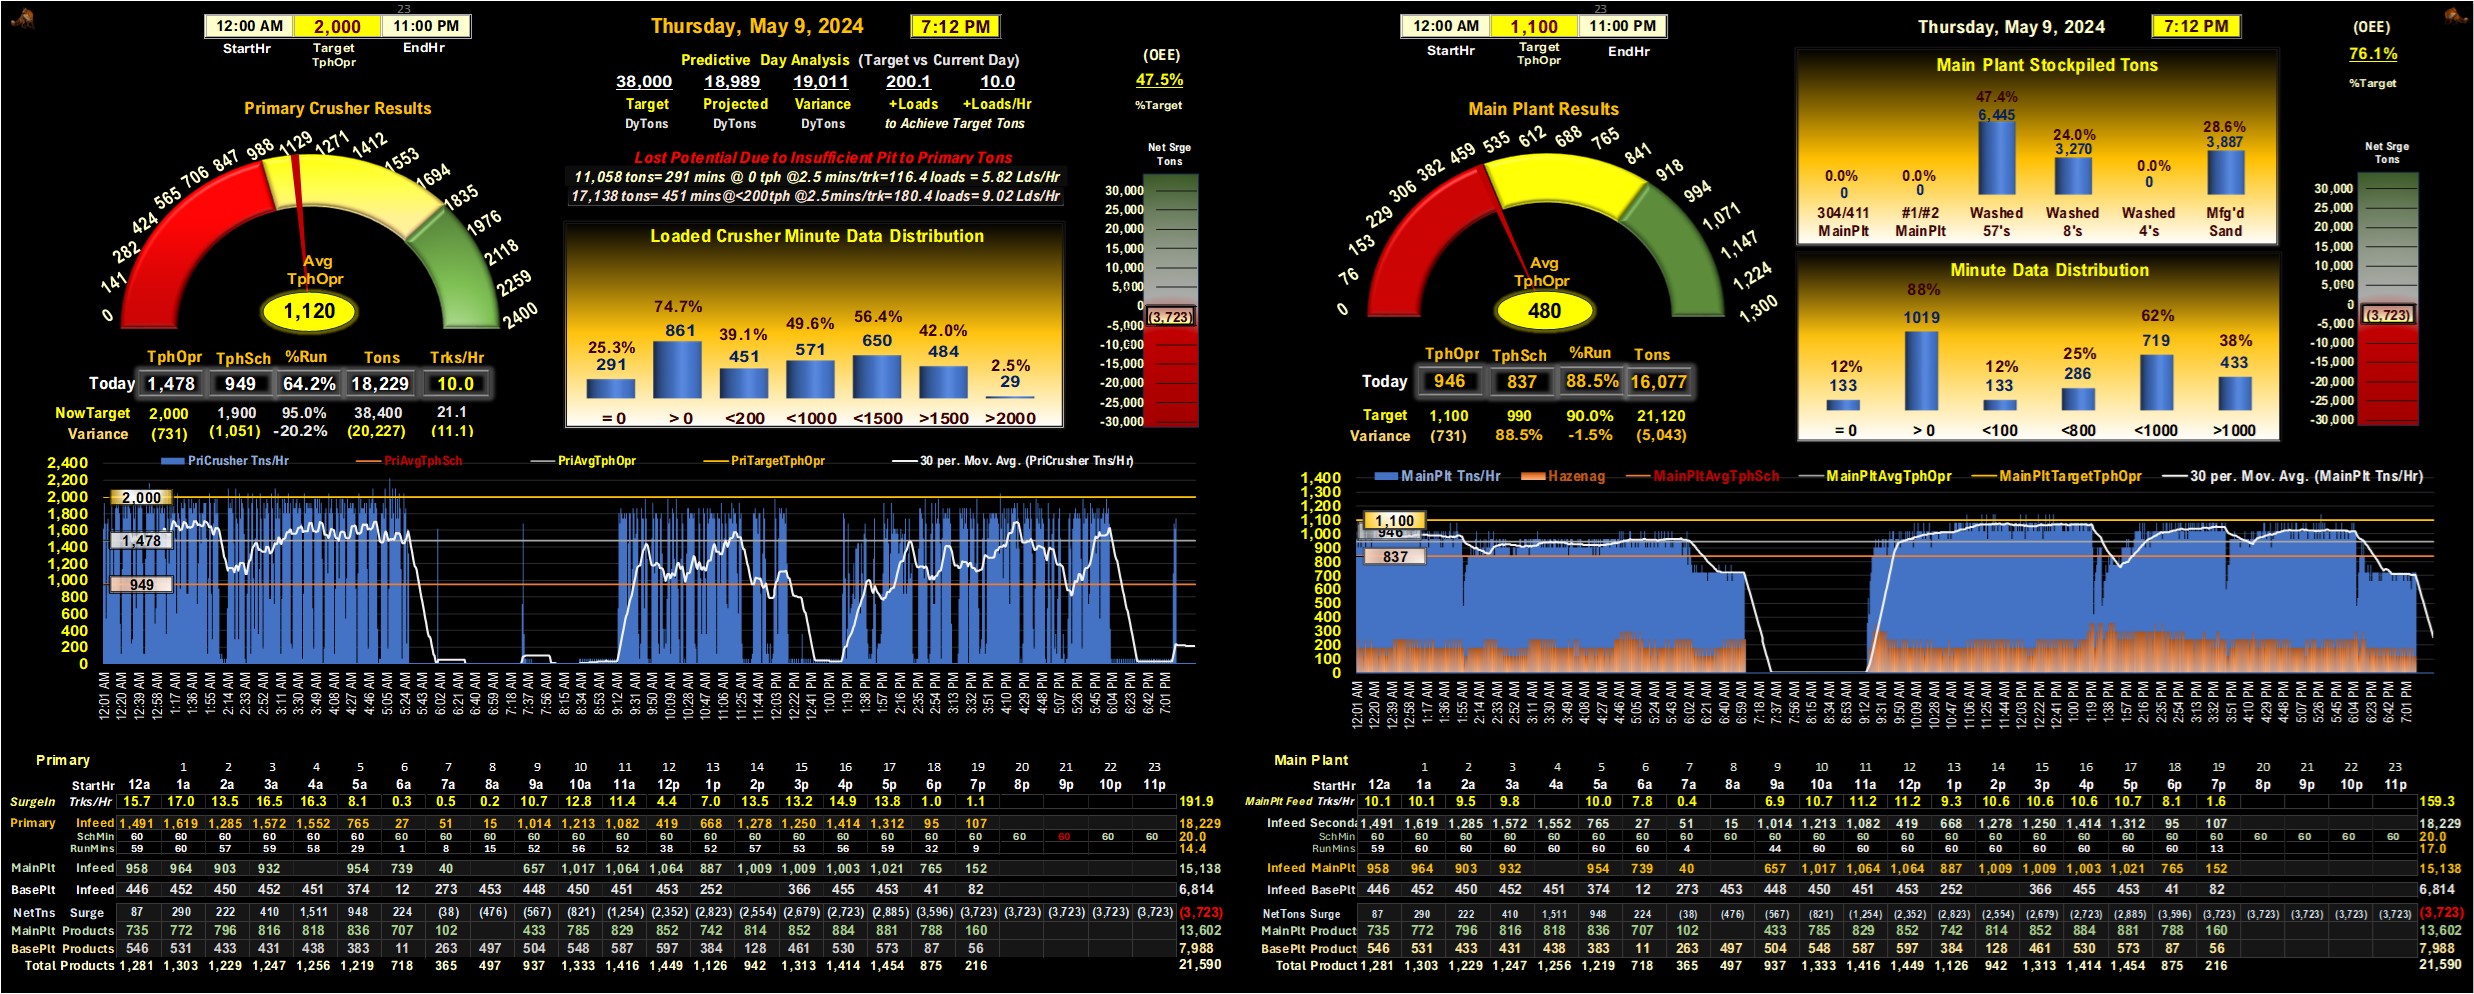 23
12:00 AM 2,000 11:00 PM
StartHr Target EndHr
TphOpr
Thursday, May 9, 2024 7:12 PM
Predictive Day Analysis (Target vs Current Day)
38,000 18,989 19,011 200.1 10.0
Target Projected Variance +Loads +Loads/Hr
DyTons DyTons DyTons to Achieve Target Tons
(OEE)
47.5%
%Target
Primary Crusher Results
0 141 282 424 565 706 847 988 1129 1271 1412 1553 1694 1835 1976 2118 2259 2400
Avg
TphOpr
1,120
TphOpr TphSch %Run Tons Trks/Hr
Today 1,478 949 64.2% 18,229 10.0
NowTarget 2,000 1,900 95.0% 38,400 21.1
Variance (731) (1,051) -20.2% (20,227) (11.1)
Lost Potential Due to Insufficient Pit to Primary Tons
11,058 tons= 291 mins @ 0 tph @2.5 mins/trk=116.4 loads = 5.82 Lds/Hr
17,138 tons= 451 mins@<200tph @2.5mins/trk=180.4 loads= 9.02 Lds/Hr
Loaded Crusher Minute Data Distribution
25.3% 74.7% 39.1% 49.6% 56.4% 42.0% 2.5%
291 861 451 571 650 484 29
= 0 > 0 <200 <1000 <1500 >1500 >2000
Net Srge
Tons
30,000
25,000
20,000
15,000
10,000
5,000
0
(3,723)
-5,000
-10,000
-15,000
-20,000
-25,000
-30,000
PriCrusher Tns/Hr PriAvgTphSch PriAvgTphOpr PriTargetTphOpr 30 per. Mov. Avg. (PriCrusher Tns/Hr)
2,400
2,200
2,000
1,800
1,600
1,400
1,200
1,000
800
600
400
200
0
2,000
1,478
949
12:01 AM 12:20 AM 12:39 AM 12:58 AM 1:17 AM 1:36 AM 1:55 AM 2:14 AM 2:33 AM 2:52 AM 3:11 AM 3:30 AM 3:49 AM 4:08 AM 4:27 AM 4:46 AM 5:05 AM 5:24 AM 5:43 AM 6:02 AM 6:21 AM 6:40 AM 6:59 AM 7:18 AM 7:37 AM 7:56 AM 8:15 AM 8:34 AM 8:53 AM 9:12 AM 9:31 AM 9:50 AM 10:09 AM 10:28 AM 10:47 AM 11:06 AM 11:25 AM 11:44 AM 12:03 PM 12:22 PM 12:41 PM 1:00 PM 1:19 PM 1:38 PM 1:57 PM 2:16 PM 2:35 PM 2:54 PM 3:13 PM 3:32 PM 3:51 PM 4:10 PM 4:29 PM 4:48 PM 5:07 PM 5:26 PM 5:45 PM 6:04 PM 6:23 PM 6:42 PM 7:01 PM
Primary
1 2 3 4 5 6 7 8 9 10 11 12 13 14 15 16 17 18 19 20 21 22 23
StartHr 12a 1a 2a 3a 4a 5a 6a 7a 8a 9a 10a 11a 12p 1p 2p 3p 4p 5p 6p 7p 8p 9p 10p 11p
SurgeIn Trks/Hr 15.7 17.0 13.5 16.5 16.3 8.1 0.3 0.5 0.2 10.7 12.8 11.4 4.4 7.0 13.5 13.2 14.9 13.8 1.0 1.1 191.9
Primary Infeed 1,491 1,619 1,285 1,572 1,552 765 27 51 15 1,014 1,213 1,082 419 668 1,278 1,250 1,414 1,312 95 107 18,229
SchMin 60 60 60 60 60 60 60 60 60 60 60 60 60 60 60 60 60 60 60 60 60 60 60 60 20.0
RunMins 59 60 57 59 58 29 1 8 15 52 56 52 38 52 57 53 56 59 32 9 14.4
MainPlt Infeed 958 964 903 932 954 739 40 657 1,017 1,064 1,064 887 1,009 1,009 1,003 1,021 765 152 15,138
BasePlt Infeed 446 452 450 452 451 374 12 273 453 448 450 451 453 252 366 455 453 41 82 6,814
NetTns Surge 87 290 222 410 1,511 948 224 (38) (476) (567) (821) (1,254) (2,352) (2,823) (2,554) (2,679) (2,723) (2,885) (3,596) (3,723) (3,723) (3,723) (3,723) (3,723) (3,723)
MainPlt Products 735 772 796 816 818 836 707 102 433 785 829 852 742 814 852 884 881 788 160 13,602
BasePlt Products 546 531 433 431 438 383 11 263 497 504 548 587 597 384 128 461 530 573 87 56 7,988
Total Products 1,281 1,303 1,229 1,247 1,256 1,219 718 365 497 937 1,333 1,416 1,449 1,126 942 1,313 1,414 1,454 875 216 21,590
23
12:00 AM 1,100 11:00 PM
StartHr Target EndHr
TphOpr
Thursday, May 9, 2024 7:12 PM
(OEE)
76.1%
%Target
Main Plant Results
0 76 153 229 306 382 459 535 612 688 765 841 918 994 1,071 1,147 1,224 1,300
Avg
TphOpr
480
TphOpr TphSch %Run Tons
Today 946 837 88.5% 16,077
Target 1,100 990 90.0% 21,120
Variance (731) 88.5% -1.5% (5,043)
Main Plant Stockpiled Tons
0.0% 0.0% 47.4% 24.0% 0.0% 28.6%
0 0 6,445 3,270 0 3,887
304/411 #1/#2 Washed Washed Washed Mfg'd
MainPlt MainPlt 57's 8's 4's Sand
Minute Data Distribution
12% 88% 12% 25% 62% 38%
133 1019 133 286 719 433
= 0 > 0 <100 <800 <1000 >1000
Net Srge
Tons
30,000
25,000
20,000
15,000
10,000
5,000
0
(3,723)
-5,000
-10,000
-15,000
-20,000
-25,000
-30,000
MainPlt Tns/Hr Hazenag MainPltAvgTphSch MainPltAvgTphOpr MainPltTargetTphOpr 30 per. Mov. Avg. (MainPlt Tns/Hr)
1,400
1,300
1,200
1,100
1,000
900
800
700
600
500
400
300
200
100
0
1,100
946
837
12:01 AM 12:20 AM 12:39 AM 12:58 AM 1:17 AM 1:36 AM 1:55 AM 2:14 AM 2:33 AM 2:52 AM 3:11 AM 3:30 AM 3:49 AM 4:08 AM 4:27 AM 4:46 AM 5:05 AM 5:24 AM 5:43 AM 6:02 AM 6:21 AM 6:40 AM 6:59 AM 7:18 AM 7:37 AM 7:56 AM 8:15 AM 8:34 AM 8:53 AM 9:12 AM 9:31 AM 9:50 AM 10:09 AM 10:28 AM 10:47 AM 11:06 AM 11:25 AM 11:44 AM 12:03 PM 12:22 PM 12:41 PM 1:00 PM 1:19 PM 1:38 PM 1:57 PM 2:16 PM 2:35 PM 2:54 PM 3:13 PM 3:32 PM 3:51 PM 4:10 PM 4:29 PM 4:48 PM 5:07 PM 5:26 PM 5:45 PM 6:04 PM 6:23 PM 6:42 PM 7:01 PM
Main Plant
1 2 3 4 5 6 7 8 9 10 11 12 13 14 15 16 17 18 19 20 21 22 23
StartHr 12a 1a 2a 3a 4a 5a 6a 7a 8a 9a 10a 11a 12p 1p 2p 3p 4p 5p 6p 7p 8p 9p 10p 11p
MainPlt Feed Trks/Hr 10.1 10.1 9.5 9.8 10.0 7.8 0.4 6.9 10.7 11.2 11.2 9.3 10.6 10.6 10.6 10.7 8.1 1.6 159.3
Infeed Seconda 1,491 1,619 1,285 1,572 1,552 765 27 51 15 1,014 1,213 1,082 419 668 1,278 1,250 1,414 1,312 95 107 18,229
SchMin 60 60 60 60 60 60 60 60 60 60 60 60 60 60 60 60 60 60 60 60 60 60 60 60 20.0
RunMins 59 60 60 60 60 60 4 44 60 60 60 60 60 60 60 60 60 13 17.0
Infeed MainPlt 958 964 903 932 954 739 40 657 1,017 1,064 1,064 887 1,009 1,009 1,003 1,021 765 152 15,138
Infeed BasePlt 446 452 450 452 451 374 12 273 453 448 450 451 453 252 366 455 453 41 82 6,814
NetTons Surge 87 290 222 410 1,511 948 224 (38) (476) (567) (821) (1,254) (2,352) (2,823) (2,554) (2,679) (2,723) (2,885) (3,596) (3,723) (3,723) (3,723) (3,723) (3,723) (3,723)
MainPlt Product 735 772 796 816 818 836 707 102 433 785 829 852 742 814 852 884 881 788 160 13,602
BasePlt Product 546 531 433 431 438 383 11 263 497 504 548 587 597 384 128 461 530 573 87 56 7,988
Total Product 1,281 1,303 1,229 1,247 1,256 1,219 718 365 497 937 1,333 1,416 1,449 1,126 942 1,313 1,414 1,454 875 216 21,590